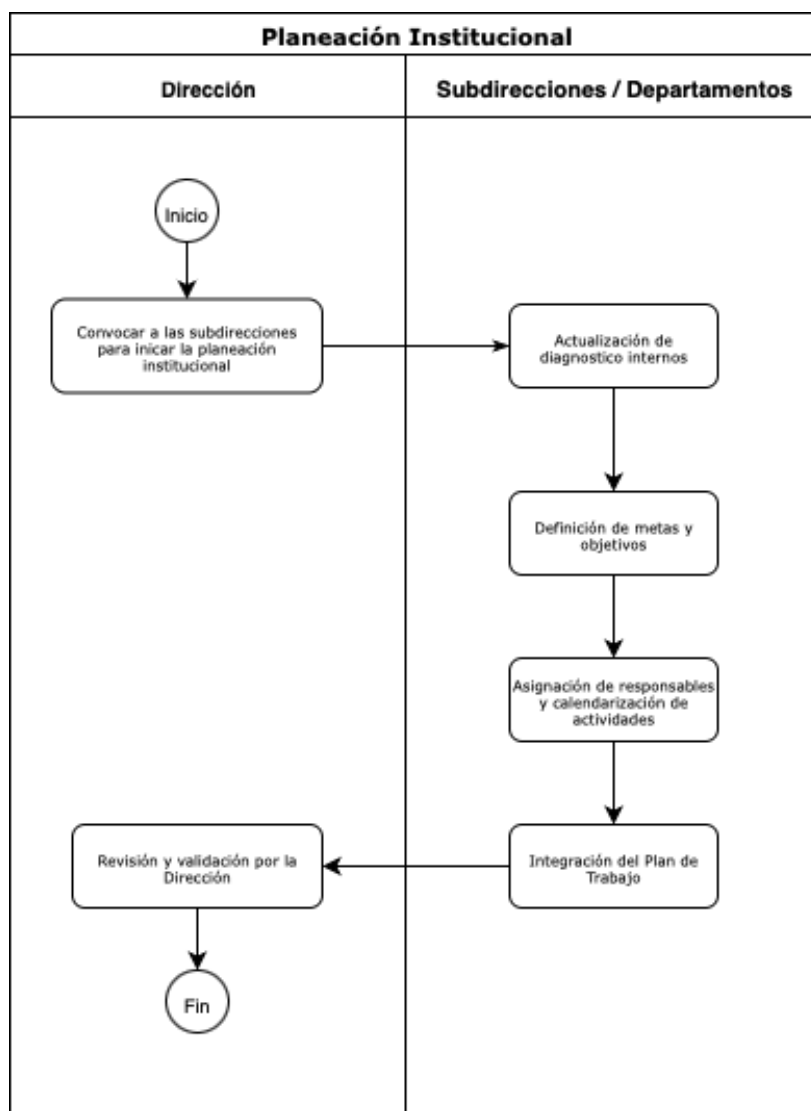 Planeación Institucional
Dirección
Subdirecciones / Departamentos
Inicio
Convocar a las subdirecciones
para inicar la planeación
institucional
Actualización de
diagnostico internos
Definición de metas y
objetivos
Asignación de responsables
y calendarización de
actividades
Integración del Plan de
Trabajo
Revisión y validación por la
Dirección
Fin